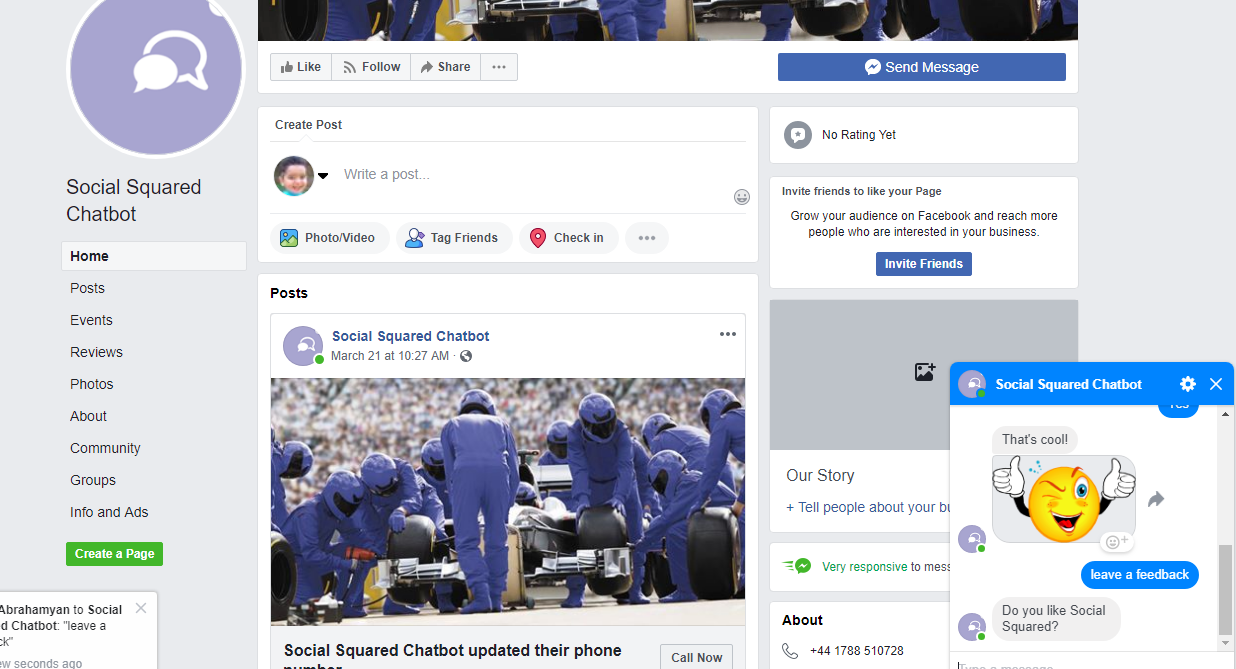 Social Squared
Chatbot
Home
Posts
Events
Reviews
Photos
About
Community
Groups
Info and Ads
Create a Page
Abrahamyan to Social
Chatbot: "leave a
seconds ago
Like
Follow
Share
Send Message
Create Post
Write a post...
Photo/Video
Tag Friends
Check in
Posts
Social Squared Chatbot
March 21 at 10:27 AM ·
Social Squared Chatbot updated their phone
number
Call Now
No Rating Yet
Invite friends to like your Page
Grow your audience on Facebook and reach more
people who are interested in your business.
Invite Friends
Our Story
+ Tell people about your
Very responsive to
About
+44 1788 510728
Social Squared Chatbot
Yes
That's cool!
leave a feedback
Do you like Social
Squared?
Type a message